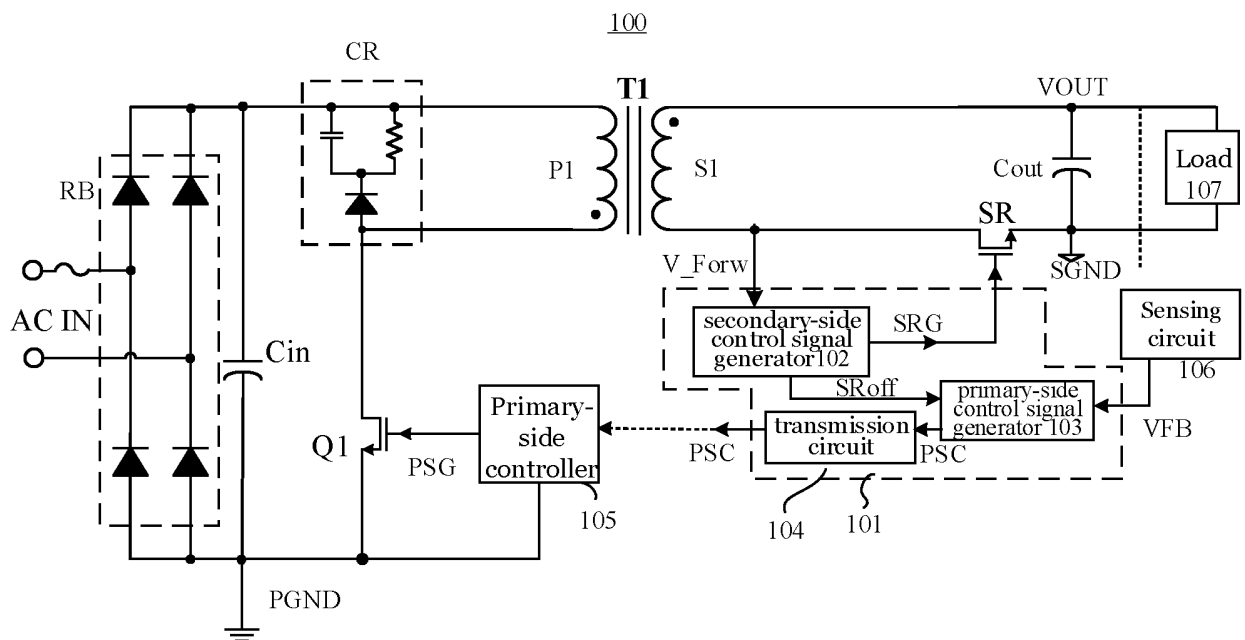 100
CR
T1
VOUT
RB
P1
S1
Cout
Load
107
SR
V_Forw
SGND
AC IN
Cin
secondary-side
control signal
generator102
SRG
Sensing
circuit
106
SRoff
primary-side
control signal
generator 103
VFB
Q1
PSG
Primary-
side
controller
PSC
transmission
circuit
PSC
105
104
101
PGND